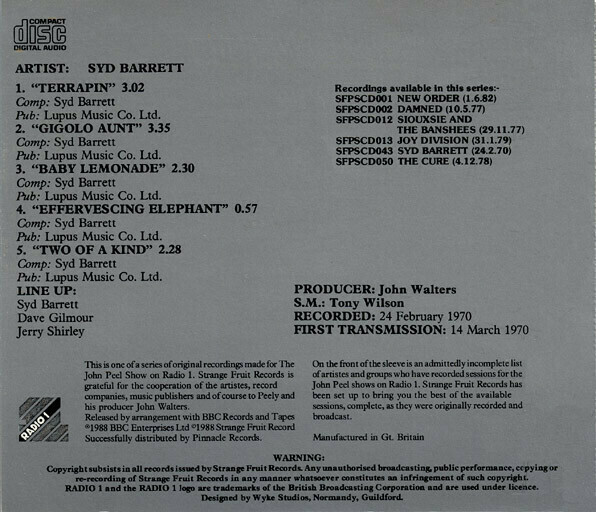 COMPACT
disc
DIGITAL AUDIO
ARTIST: SYD BARRETT
1. “TERRAPIN” 3.02
Comp: Syd Barrett
Pub: Lupus Music Co. Ltd.
2. “GIGOLO AUNT” 3.35
Comp: Syd Barrett
Pub: Lupus Music Co. Ltd.
3. “BABY LEMONADE” 2.30
Comp: Syd Barrett
Pub: Lupus Music Co. Ltd.
4. “EFFERVESCING ELEPHANT” 0.57
Comp: Syd Barrett
Pub: Lupus Music Co. Ltd.
5. “TWO OF A KIND” 2.28
Comp: Syd Barrett
Pub: Lupus Music Co. Ltd.
LINE UP:
Syd Barrett
Dave Gilmour
Jerry Shirley
Recordings available in this series:-
SFPSCD001 NEW ORDER (1.6.82)
SFPSCD002 DAMNED (10.5.77)
SFPSCD012 SIOUXSIE AND
THE BANSHEES (29.11.77)
SFPSCD013 JOY DIVISION (31.1.79)
SFPSCD043 SYD BARRETT (24.2.70)
SFPSCD050 THE CURE (4.12.78)
PRODUCER: John Walters
S.M.: Tony Wilson
RECORDED: 24 February 1970
FIRST TRANSMISSION: 14 March 1970
This is one of a series of original recordings made for The
John Peel Show on Radio 1. Strange Fruit Records is
grateful for the cooperation of the artistes, record
companies, music publishers and of course to Peely and
his producer John Walters.
Released by arrangement with BBC Records and Tapes
℗1988 BBC Enterprises Ltd ©1988 Strange Fruit Record
Successfully distributed by Pinnacle Records.
RADIO 1
On the front of the sleeve is an admittedly incomplete list
of artistes and groups who have recorded sessions for the
John Peel shows on Radio 1. Strange Fruit Records has
been set up to bring you the best of the available
sessions, complete, as they were originally recorded and
broadcast.
Manufactured in Gt. Britain
WARNING:
Copyright subsists in all records issued by Strange Fruit Records. Any unauthorised broadcasting, public performance, copying or
re-recording of Strange Fruit Records in any manner whatsoever constitutes an infringement of such copyright.
RADIO 1 and the RADIO 1 logo are trademarks of the British Broadcasting Corporation and are used under licence.
Designed by Wyke Studios, Normandy, Guildford.